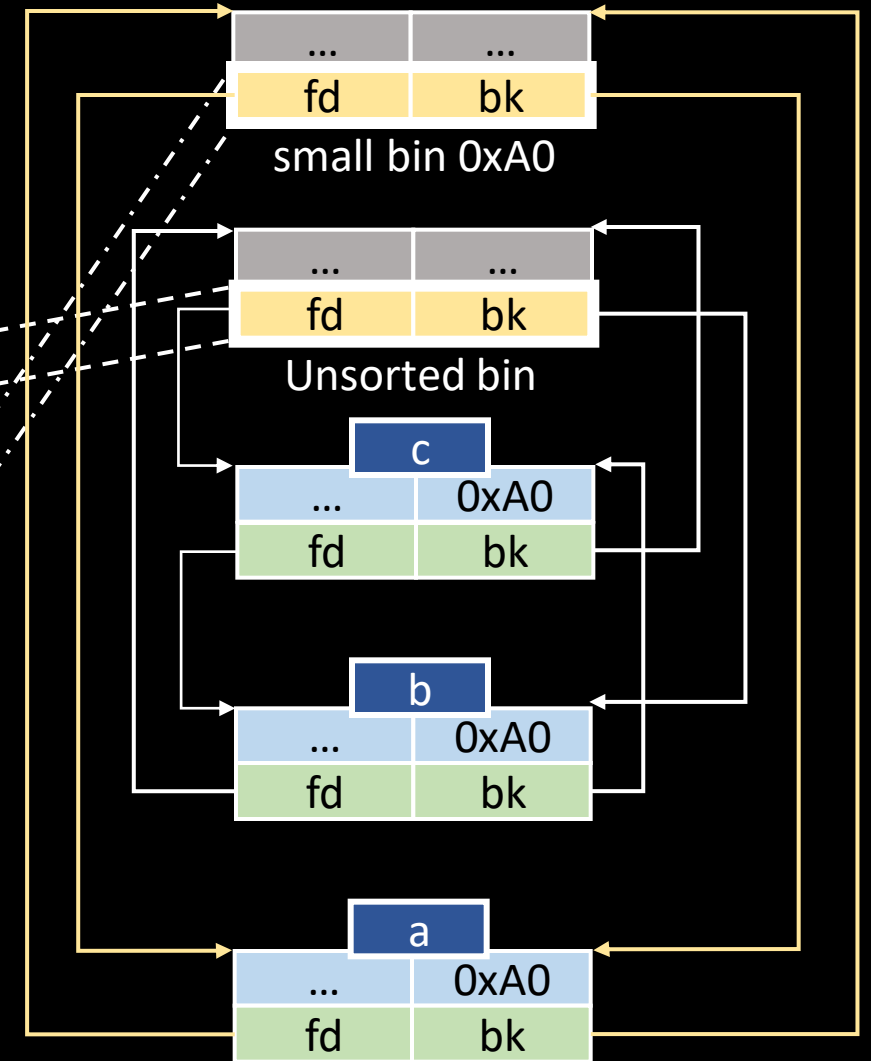 ... ...
fd bk
small bin 0xA0
... ...
fd bk
Unsorted bin
c
... 0xA0
fd bk
b
... 0xA0
fd bk
a
... 0xA0
fd bk